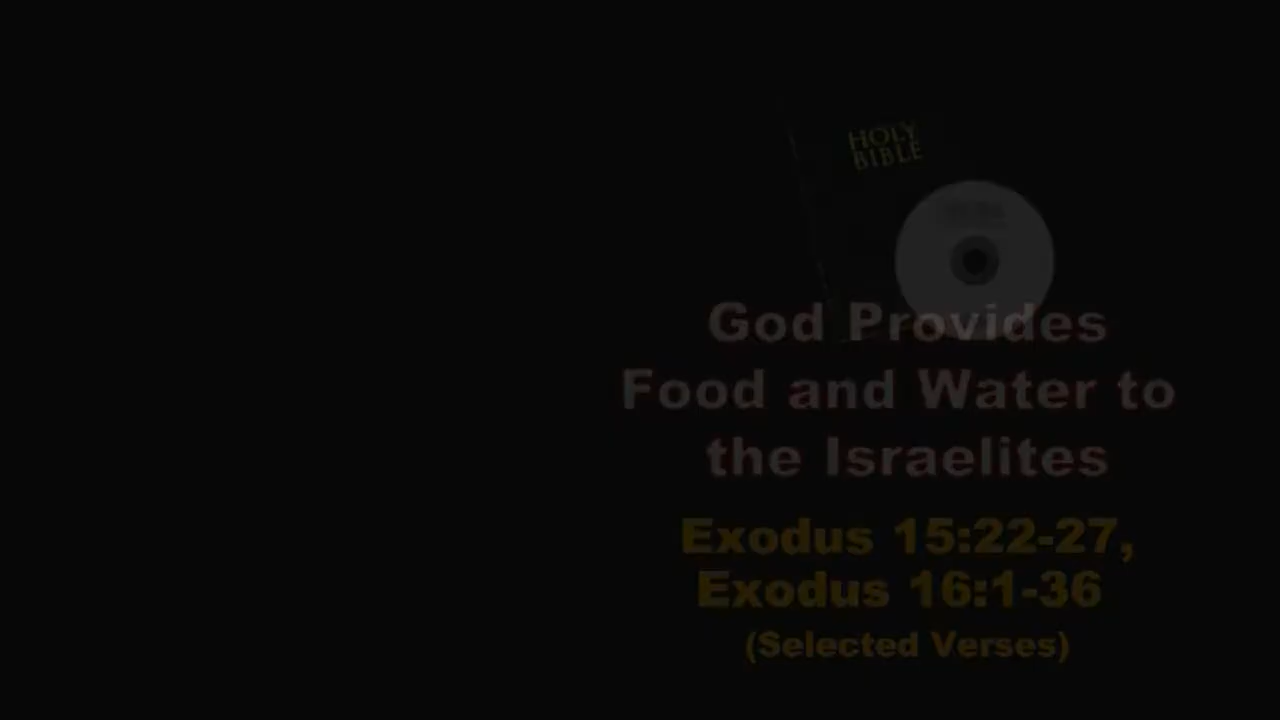 HOLY
BIBLE
God Provides
Food and Water to
the Israelites
Exodus 15:22-27,
Exodus 16:1-36
(Selected Verses)